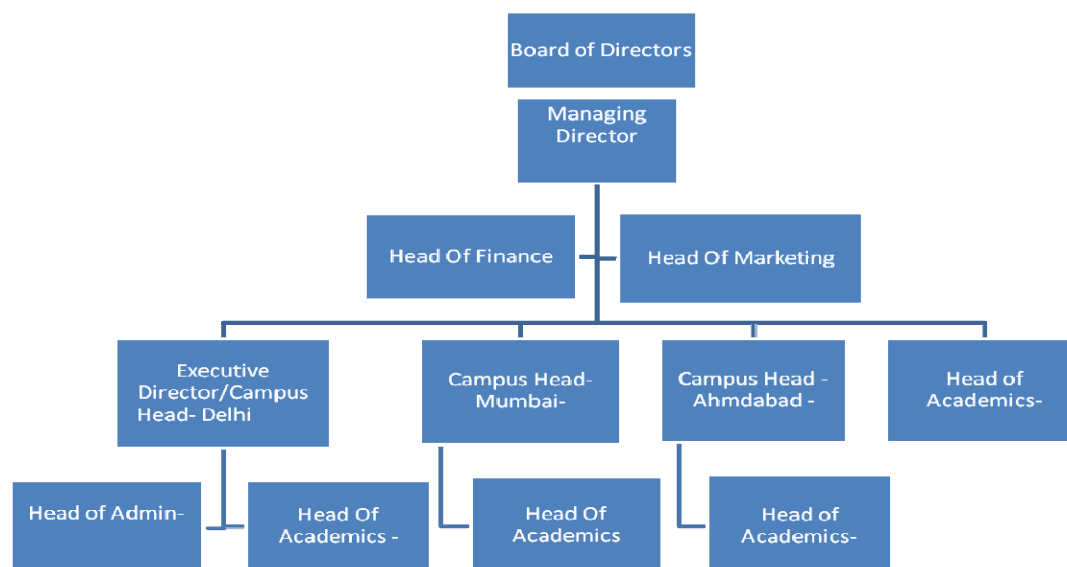 Board of Directors
Managing
Director
Head Of Finance
Head Of Marketing
Executive
Director/Campus
Head- Delhi
Campus Head-
Mumbai-
Campus Head -
Ahmdabad -
Head of
Academics-
Head of Admin-
Head Of
Academics -
Head Of
Academics
Head of
Academics-